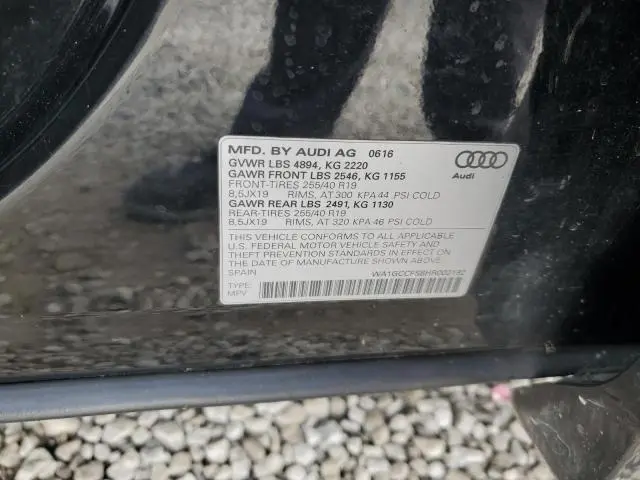 MFD. BY AUDI AG 0616
GVWR LBS 4894, KG 2220
GAWR FRONT LBS 2546, KG 1155
FRONT-TIRES 255/40 R19
8,5JX19 RIMS, AT 300 KPA 44 PSI COLD
GAWR REAR LBS 2491, KG 1130
REAR-TIRES 255/40 R19
8,5JX19 RIMS, AT 320 KPA 46 PSI COLD
Audi
THIS VEHICLE CONFORMS TO ALL APPLICABLE
U.S. FEDERAL MOTOR VEHICLE SAFETY AND
THEFT PREVENTION STANDARDS IN EFFECT ON
THE DATE OF MANUFACTURE SHOWN ABOVE.
SPAIN
WA1GCCFS8HR002192
TYPE:
MPV